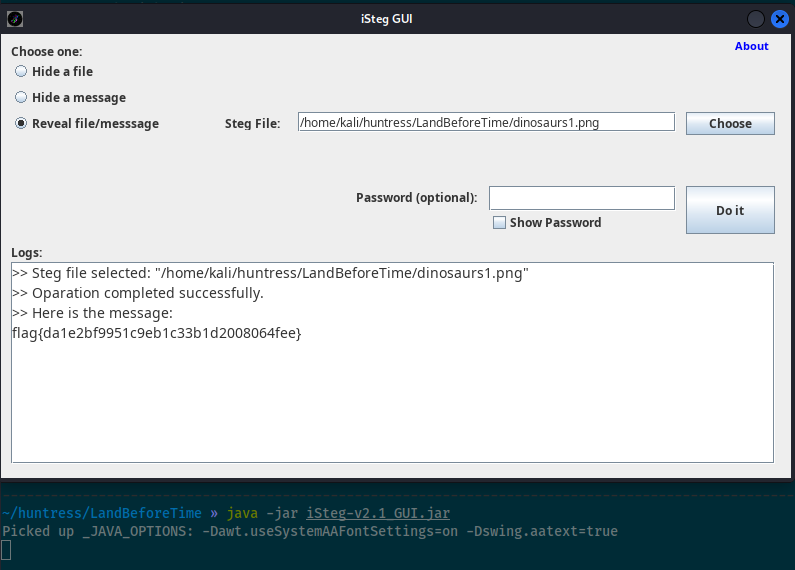 iSteg GUI
Choose one:
About
Hide a file
Hide a message
Reveal file/messsage
Steg File:
/home/kali/huntress/LandBeforeTime/dinosaurs1.png
Choose
Password (optional):
Do it
Show Password
Logs:
>> Steg file selected: "/home/kali/huntress/LandBeforeTime/dinosaurs1.png"
>> Oparation completed successfully.
>> Here is the message:
flag{da1e2bf9951c9eb1c33b1d2008064fee}
~/huntress/LandBeforeTime » java -jar iSteg-v2.1_GUI.jar
Picked up _JAVA_OPTIONS: -Dawt.useSystemAAFontSettings=on -Dswing.aatext=true